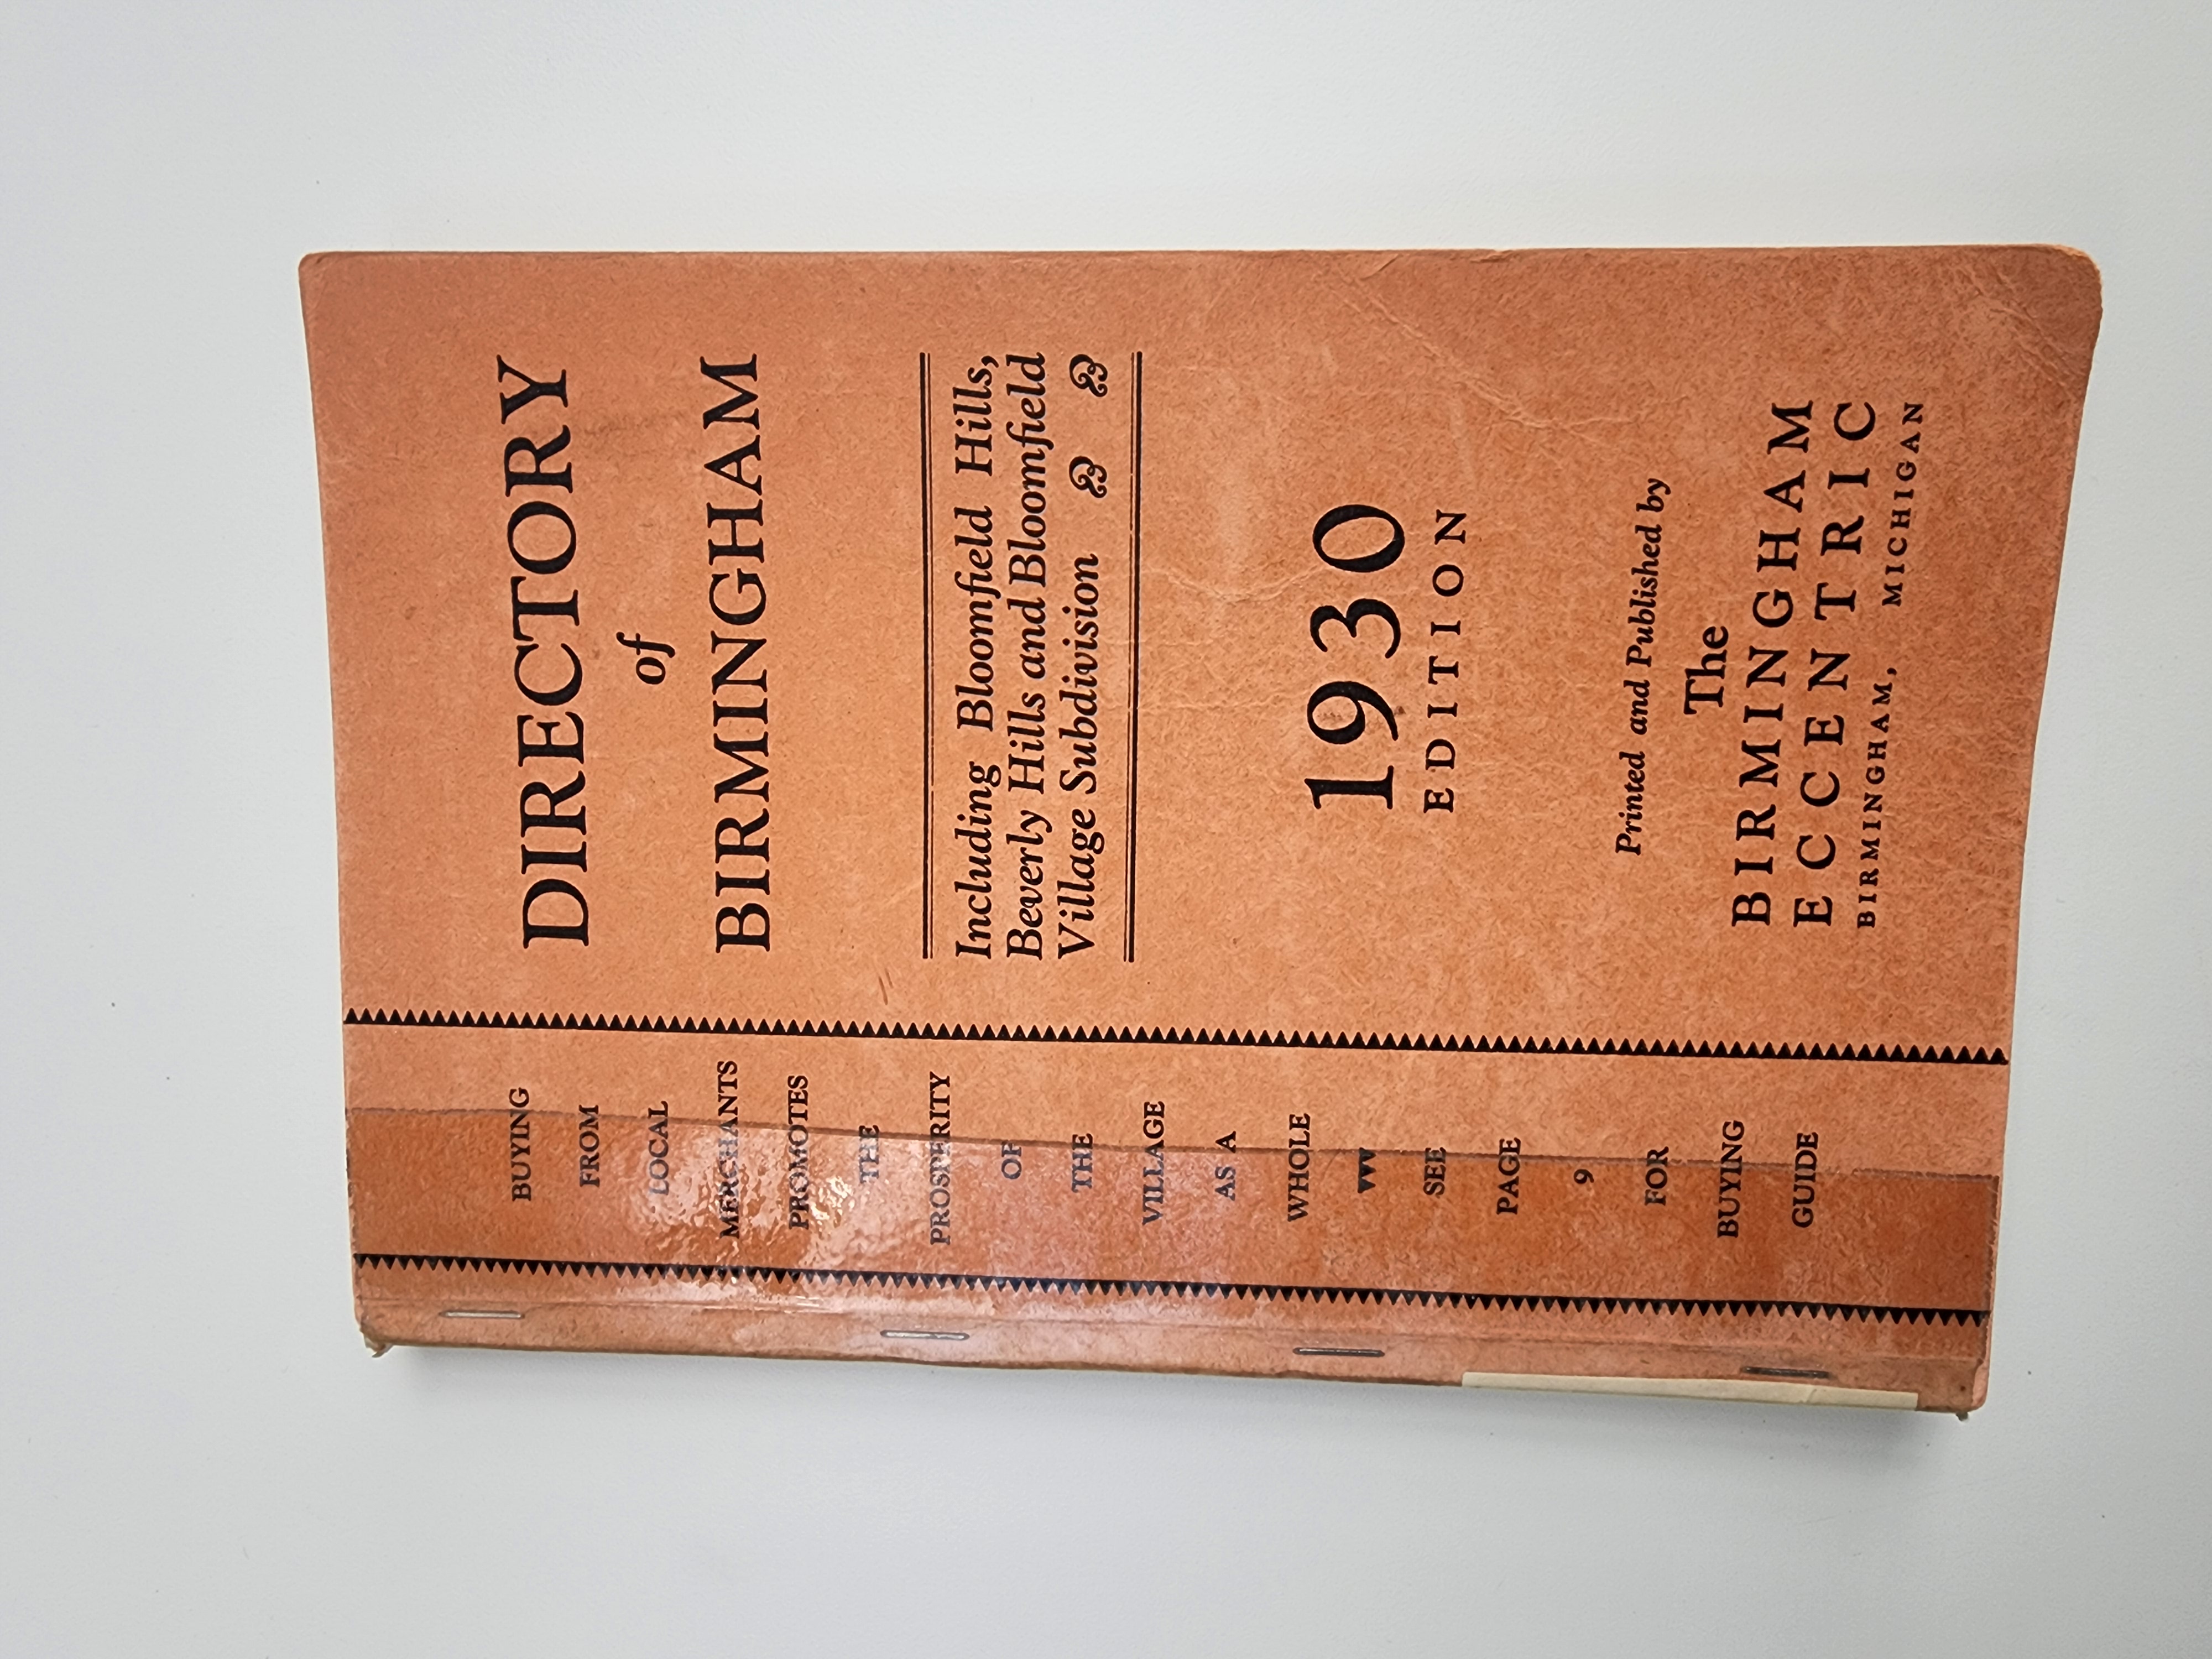 DIRECTORY
of
BIRMINGHAM
Including Bloomfield Hills,
Beverly Hills and Bloomfield
Village Subdivision
1930
EDITION
Printed and Published by
The
BIRMINGHAM
ECCENTRIC
BIRMINGHAM, MICHIGAN
BUYING
FROM
LOCAL
MERCHANTS
PROMOTES
THE
PROSPERITY
OF
THE
VILLAGE
AS A
WHOLE
SEE
PAGE
9
FOR
BUYING
GUIDE